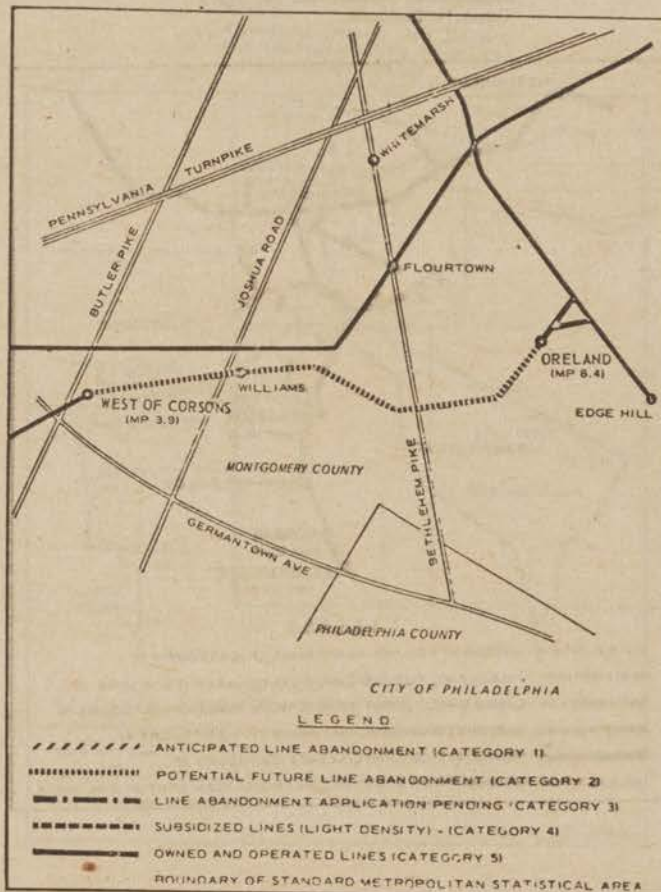 WHITEMARSH
PENNSYLVANIA TURNPIKE
BUTLER PIKE
JOSHUA ROAD
FLOURTOWN
ORELAND
(MP 8.4)
WILLIAMS
WEST OF CORSONS
(MP 3.9)
EDGE HILL
MONTGOMERY COUNTY
BETHLEHEM PIKE
GERMANTOWN AVE
PHILADELPHIA COUNTY
CITY OF PHILADELPHIA
LEGEND
ANTICIPATED LINE ABANDONMENT (CATEGORY 1)
POTENTIAL FUTURE LINE ABANDONMENT (CATEGORY 2)
LINE ABANDONMENT APPLICATION PENDING (CATEGORY 3)
SUBSIDIZED LINES (LIGHT DENSITY) - (CATEGORY 4)
OWNED AND OPERATED LINES (CATEGORY 5)
BOUNDARY OF STANDARD METROPOLITAN STATISTICAL AREA